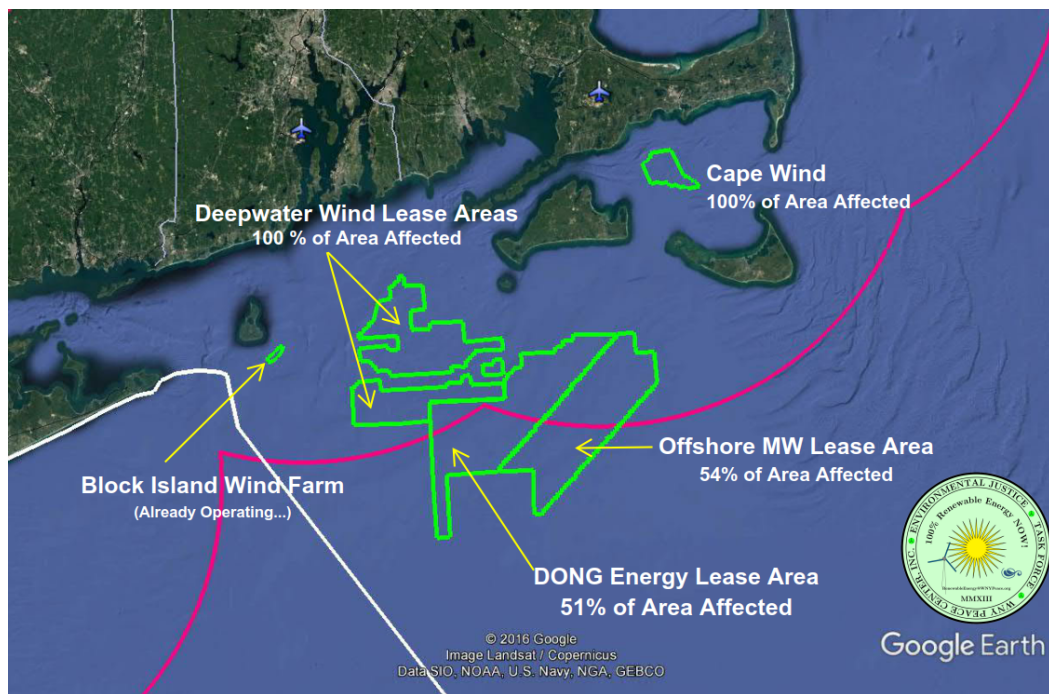 Cape Wind
100% of Area Affected
Deepwater Wind Lease Areas
100 % of Area Affected
Offshore MW Lease Area
54% of Area Affected
Block Island Wind Farm
(Already Operating...)
DONG Energy Lease Area
51% of Area Affected
ENVIRONMENTAL JUSTICE TASK FORCE
WNY PEACE CENTER, INC.
100% Renewable Energy NOW!
RenewableEnergy@WNYPeace.org
MMXIII
© 2016 Google
Image Landsat / Copernicus
Data SIO, NOAA, U.S. Navy, NGA, GEBCO
Google Earth